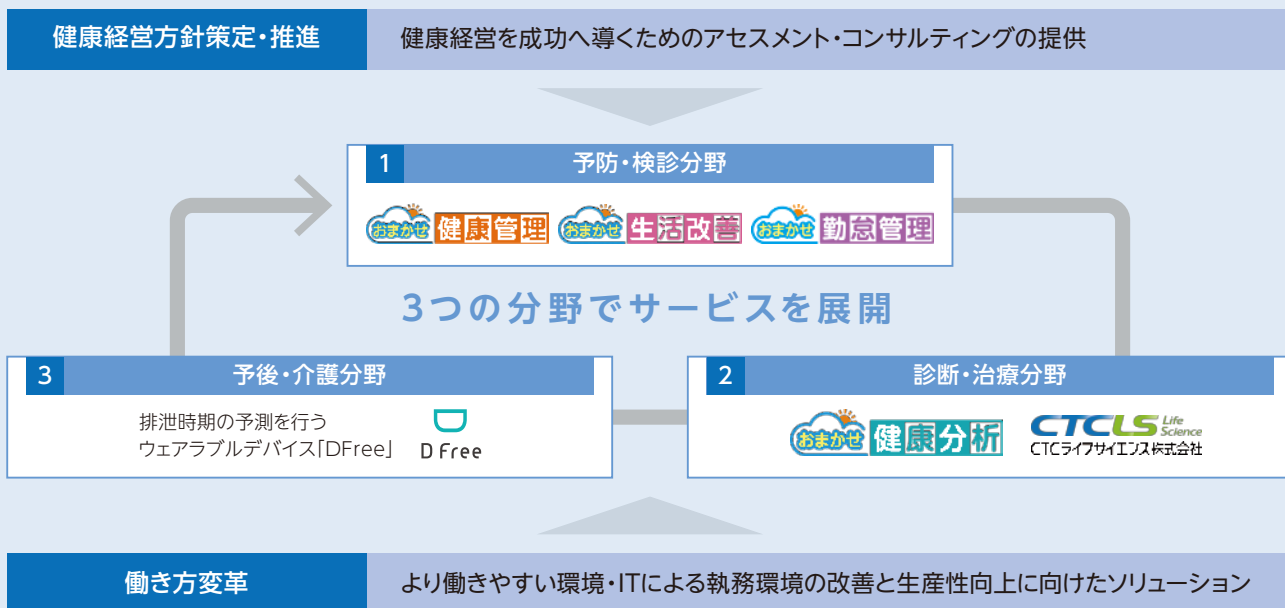 健康経営方針策定・推進
健康経営を成功へ導くためのアセスメント・コンサルティングの提供
1
予防・検診分野
おまかせ 健康管理
おまかせ 生活改善
おまかせ 勤怠管理
3つの分野でサービスを展開
3
予後・介護分野
排泄時期の予測を行う
ウェアラブルデバイス「DFree」
D Free
2
診断・治療分野
おまかせ 健康分析
CTCLS Life Science
CTCライフサイエンス株式会社
働き方変革
より働きやすい環境・ITによる執務環境の改善と生産性向上に向けたソリューション